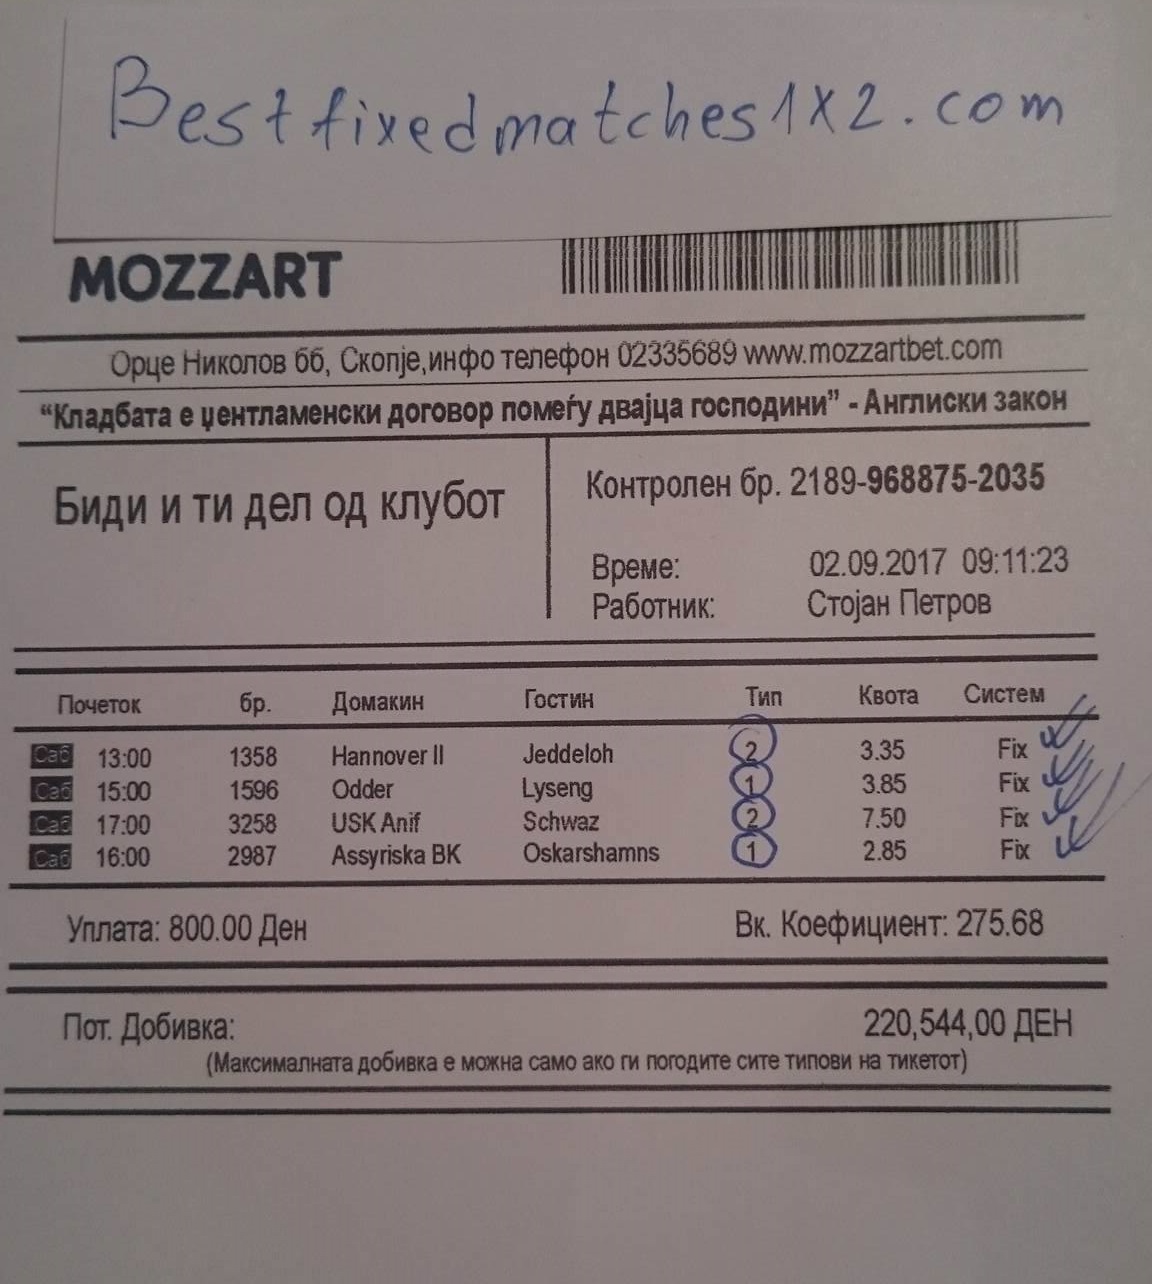 Bestfixedmatches1X2.com
MOZZART
Орце Николов бб, Скопје,инфо телефон 02335689 www.mozzartbet.com
“Кладбата е џентламенски договор помеѓу двајца господини” - Англиски закон
Биди и ти дел од клубот
Контролен бр. 2189-968875-2035
Време: 02.09.2017 09:11:23
Работник: Стојан Петров
Почеток бр. Домакин Гостин Тип Квота Систем
Саб 13:00 1358 Hannover II Jeddeloh 2 3.35 Fix
Саб 15:00 1596 Odder Lyseng 1 3.85 Fix
Саб 17:00 3258 USK Anif Schwaz 2 7.50 Fix
Саб 16:00 2987 Assyriska BK Oskarshamns 1 2.85 Fix
Уплата: 800.00 Ден Вк. Коефициент: 275.68
Пот. Добивка: 220,544,00 ДЕН
(Максималната добивка е можна само ако ги погодите сите типови на тикетот)